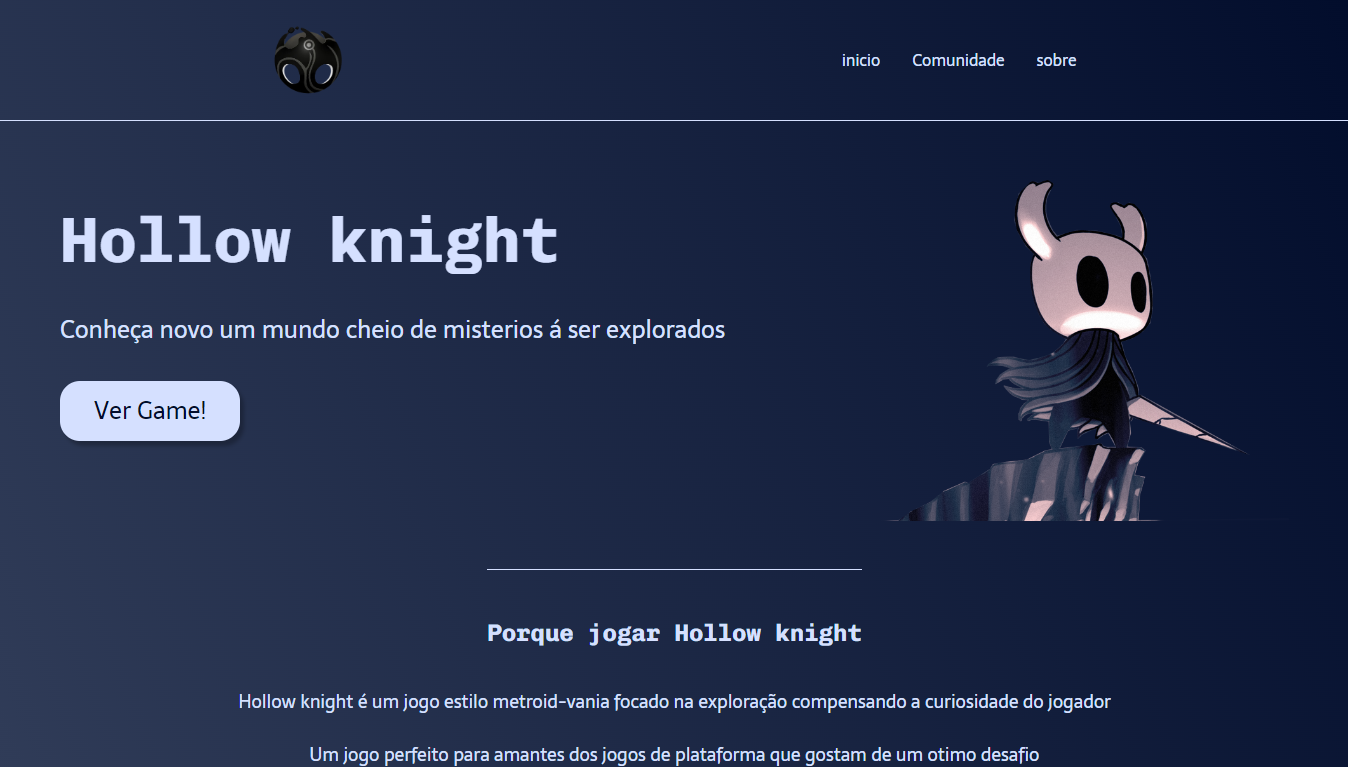 inicio Comunidade sobre
Hollow knight
Conheça novo um mundo cheio de misterios á ser explorados
Ver Game!
Porque jogar Hollow knight
Hollow knight é um jogo estilo metroid-vania focado na exploração compensando a curiosidade do jogador
Um jogo perfeito para amantes dos jogos de plataforma que gostam de um otimo desafio